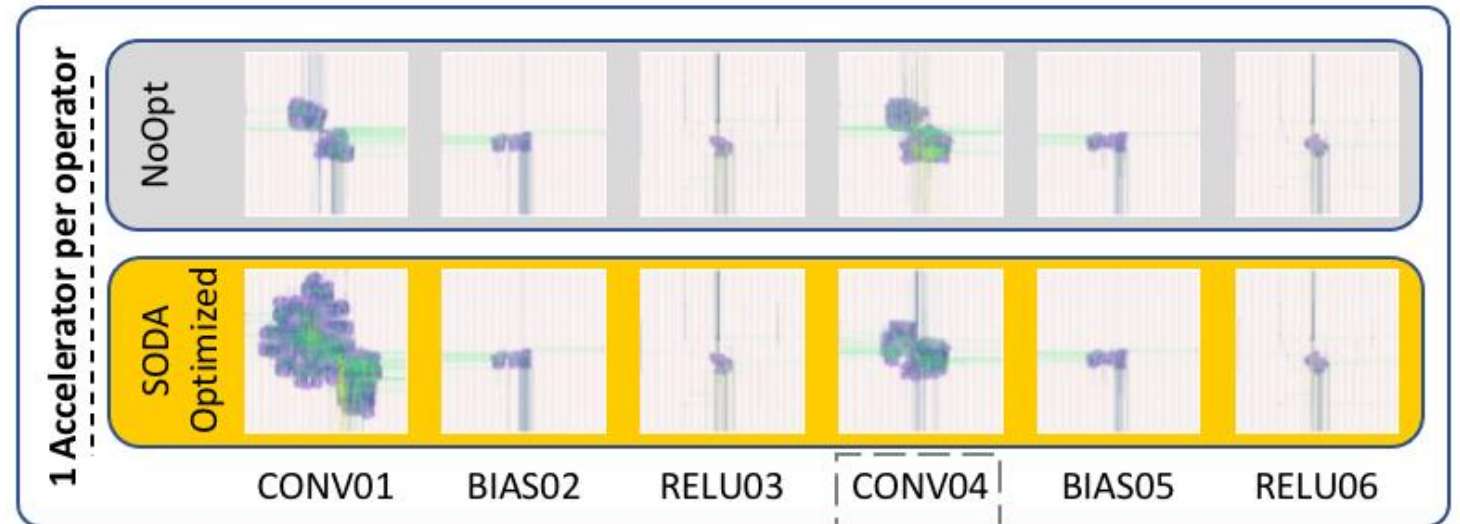 1 Accelerator per operator
NoOpt
SODA
Optimized
CONV01 BIAS02 RELU03 CONV04 BIAS05 RELU06